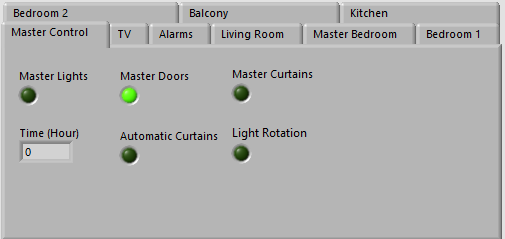 Bedroom 2 Balcony Kitchen
Master Control TV Alarms Living Room Master Bedroom Bedroom 1
Master Lights Master Doors Master Curtains
Time (Hour) Automatic Curtains Light Rotation
0